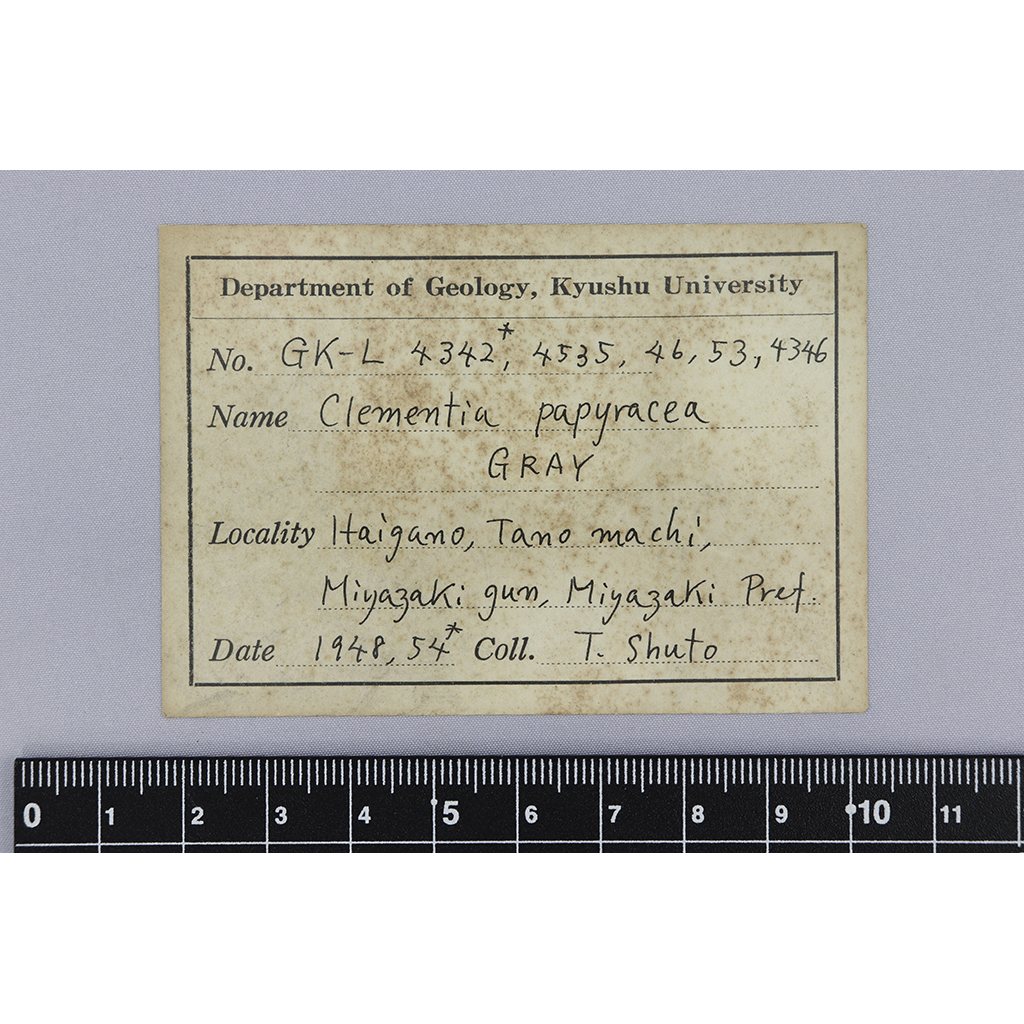 Department of Geology, Kyushu University
No. GK-L 4342*, 4535, 46, 53, 4346
Name Clementia papyracea
GRAY
Locality Haigano, Tano machi,
Miyazaki gun, Miyazaki Pref.
Date 1948, 54* Coll. T. Shuto
0 1 2 3 4 5 6 7 8 9 10 11